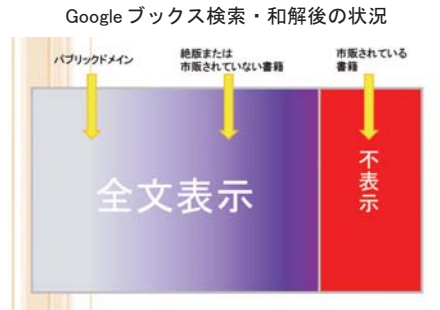 Google ブックス検索・和解後の状況
パブリックドメイン
絶版または
市販されていない書籍
市販されている
書籍
全文表示
不表示